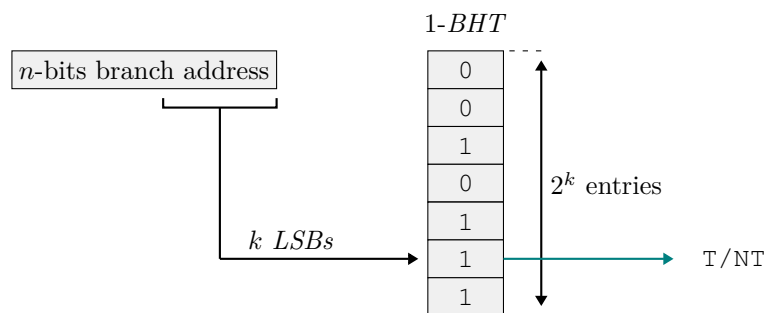 1-BHT
n-bits branch address
0
0
1
0
2^k entries
1
k LSBs
1
T/NT
1